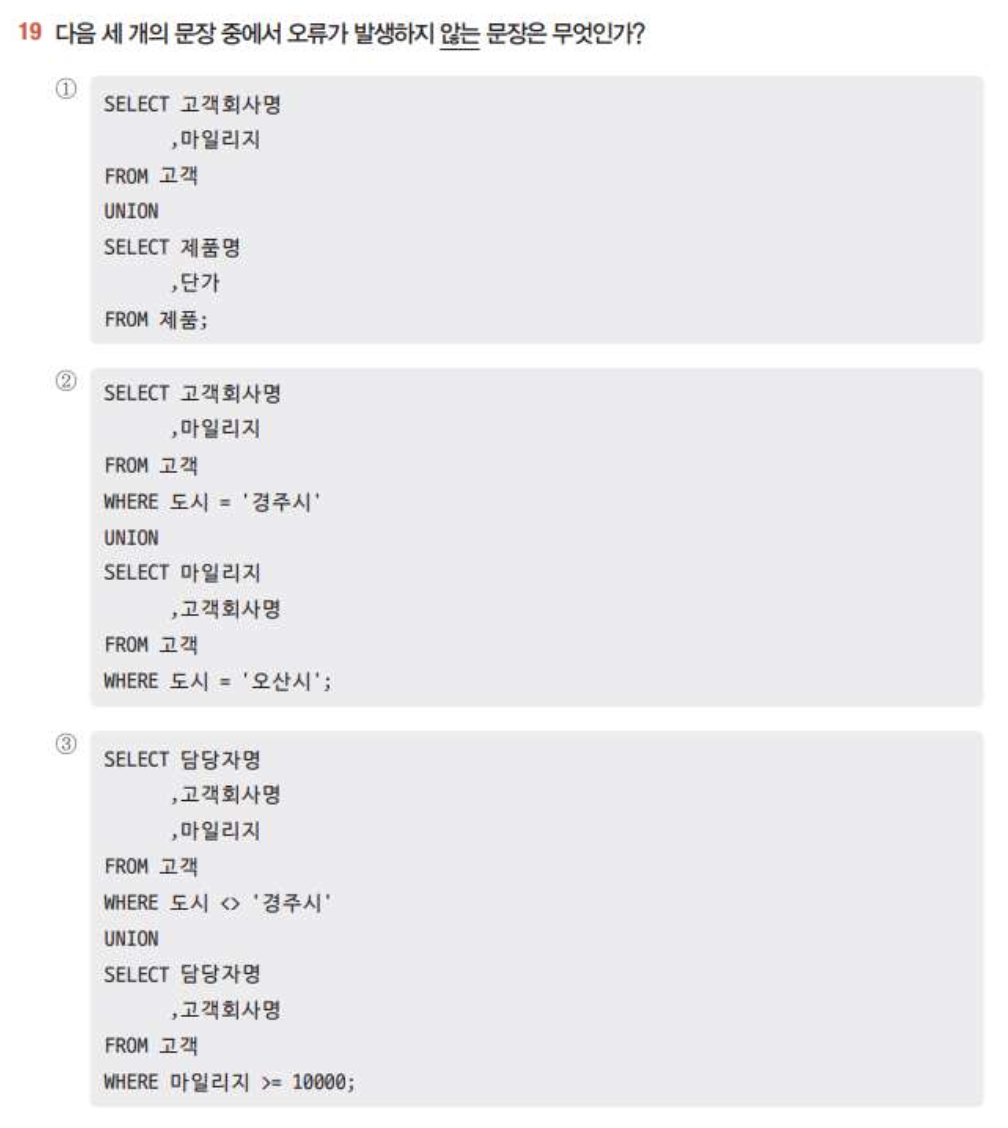 19 다음 세 개의 문장 중에서 오류가 발생하지 않는 문장은 무엇인가?
①
SELECT 고객회사명
,마일리지
FROM 고객
UNION
SELECT 제품명
,단가
FROM 제품;
②
SELECT 고객회사명
,마일리지
FROM 고객
WHERE 도시 = '경주시'
UNION
SELECT 마일리지
,고객회사명
FROM 고객
WHERE 도시 = '오산시';
③
SELECT 담당자명
,고객회사명
,마일리지
FROM 고객
WHERE 도시 <> '경주시'
UNION
SELECT 담당자명
,고객회사명
FROM 고객
WHERE 마일리지 >= 10000;